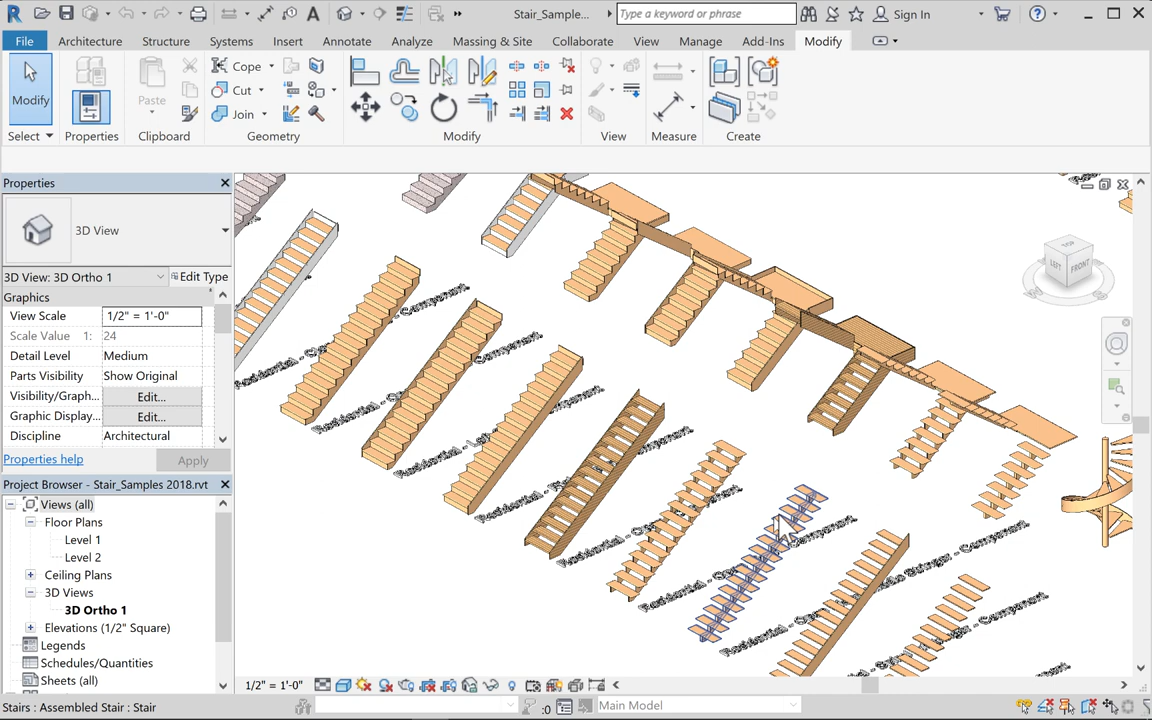 Stair_Sample...
Type a keyword or phrase
Sign In
File
Architecture
Structure
Systems
Insert
Annotate
Analyze
Massing & Site
Collaborate
View
Manage
Add-Ins
Modify
Modify
Paste
Cope
Cut
Join
Select
Properties
Clipboard
Geometry
Modify
View
Measure
Create
Properties
3D View
3D View: 3D Ortho 1
Edit Type
Graphics
View Scale
1/2" = 1'-0"
Scale Value 1:
24
Detail Level
Medium
Parts Visibility
Show Original
Visibility/Graph...
Edit...
Graphic Display...
Edit...
Discipline
Architectural
Properties help
Apply
Project Browser - Stair_Samples 2018.rvt
Views (all)
Floor Plans
Level 1
Level 2
Ceiling Plans
3D Views
3D Ortho 1
Elevations (1/2" Square)
Legends
Schedules/Quantities
Sheets (all)
TOP
LEFT
FRONT
1/2" = 1'-0"
Stairs : Assembled Stair : Stair
:0
Main Model